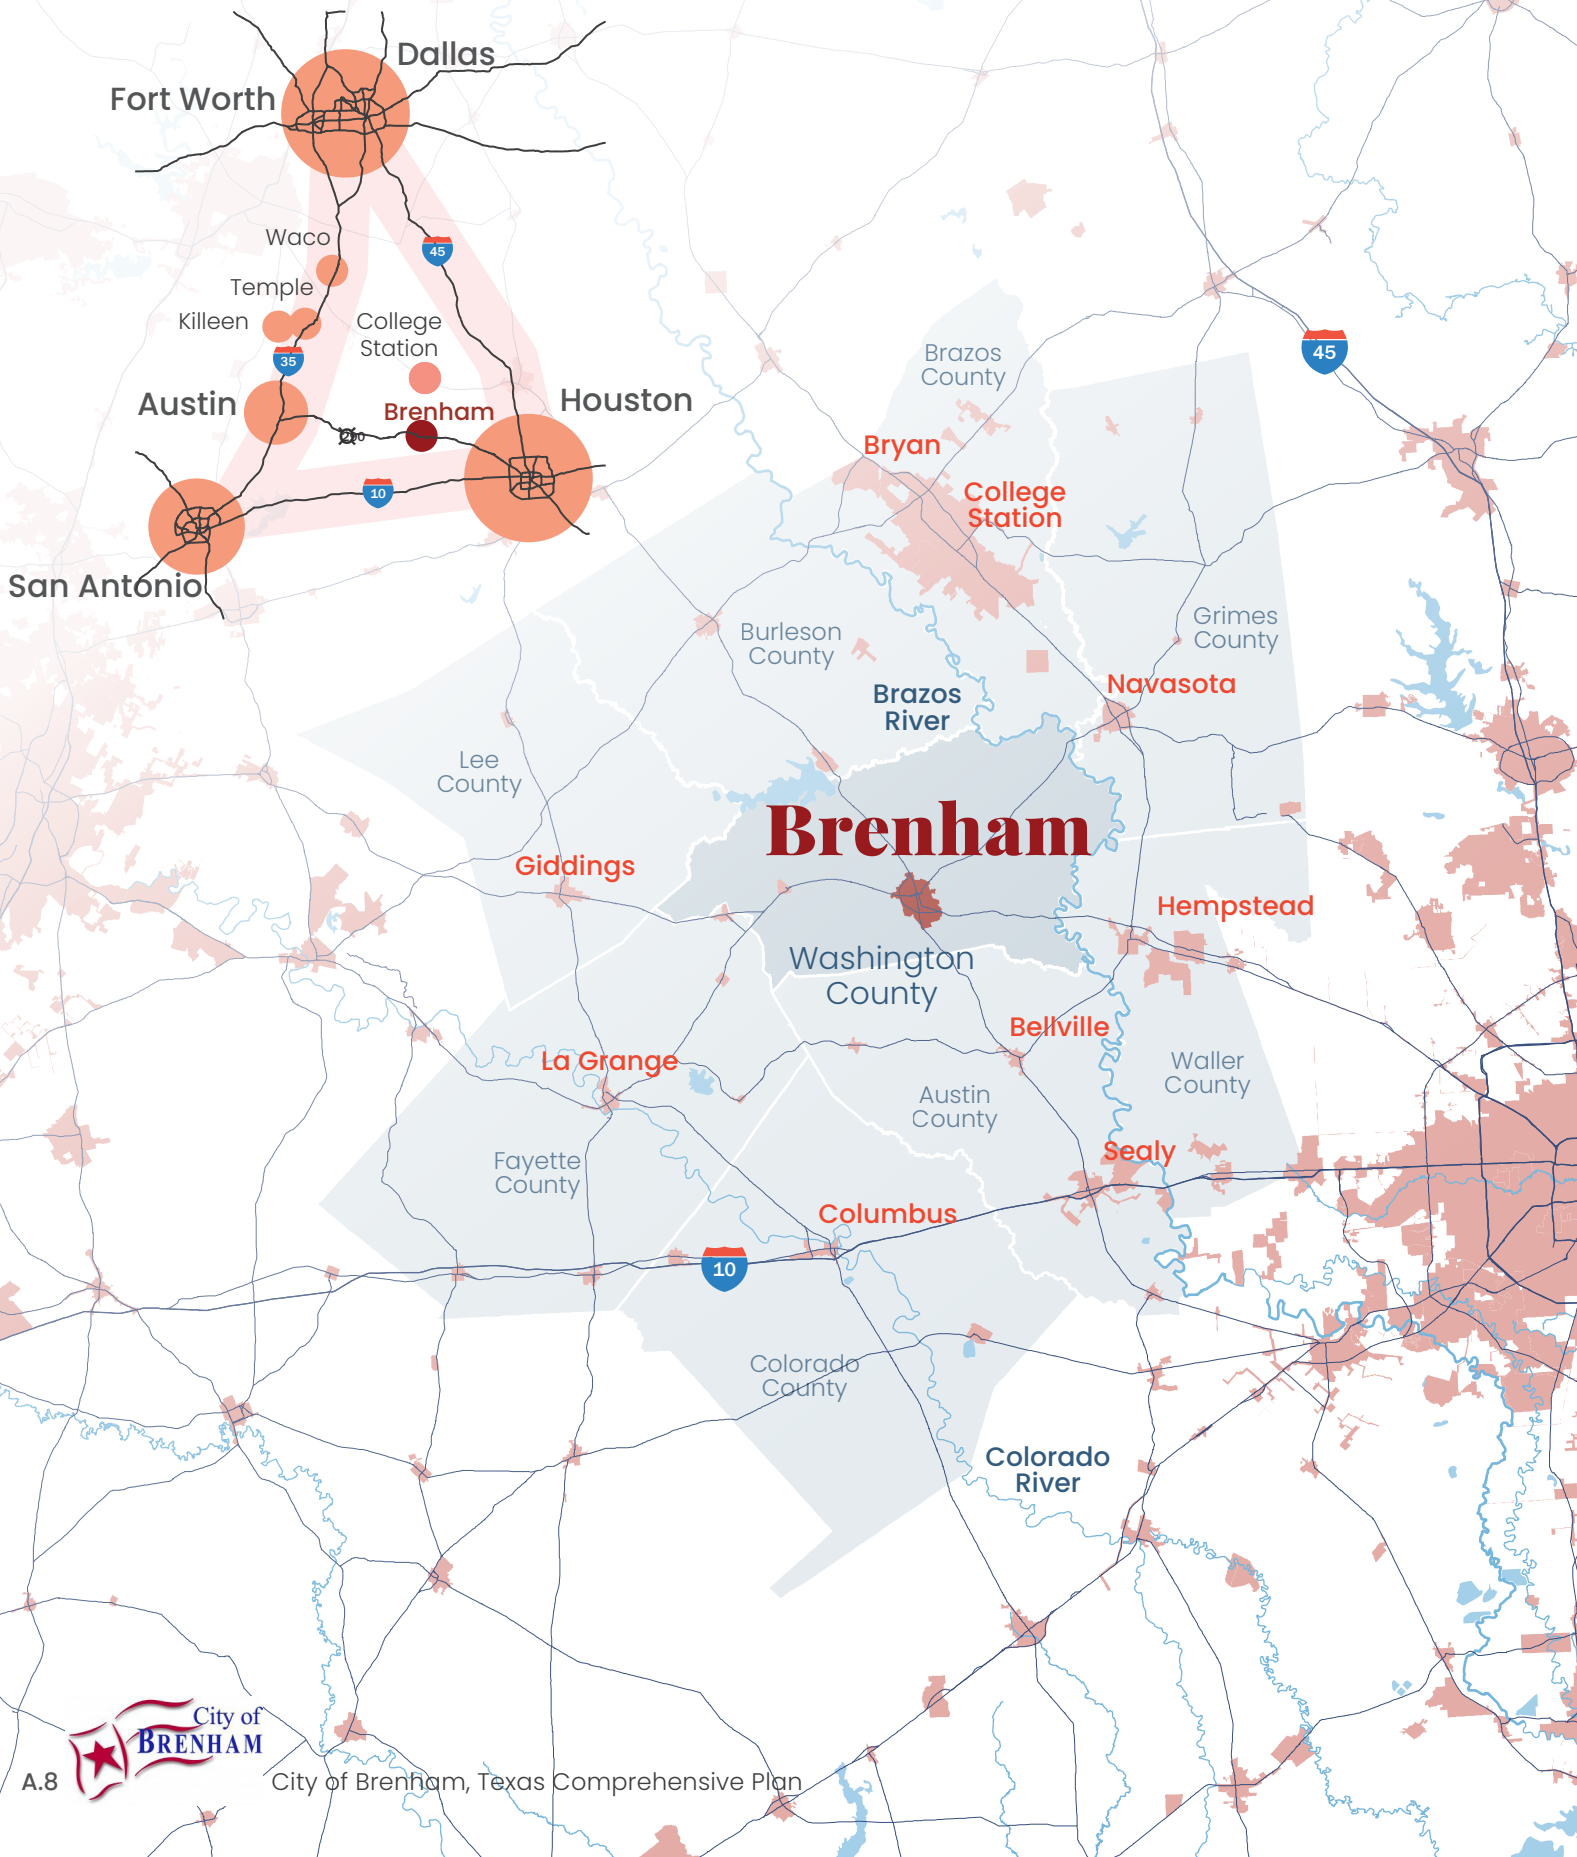 Dallas
Fort Worth
Waco
45
Temple
Killeen
College
Station
35
Austin
Brenham
Houston
290
10
San Antonio
45
Brazos
County
Bryan
College
Station
Grimes
County
Burleson
County
Navasota
Brazos
River
Lee
County
Brenham
Giddings
Hempstead
Washington
County
Bellville
La Grange
Waller
County
Austin
County
Sealy
Fayette
County
Columbus
10
Colorado
County
Colorado
River
City of
BRENHAM
A.8
City of Brenham, Texas Comprehensive Plan